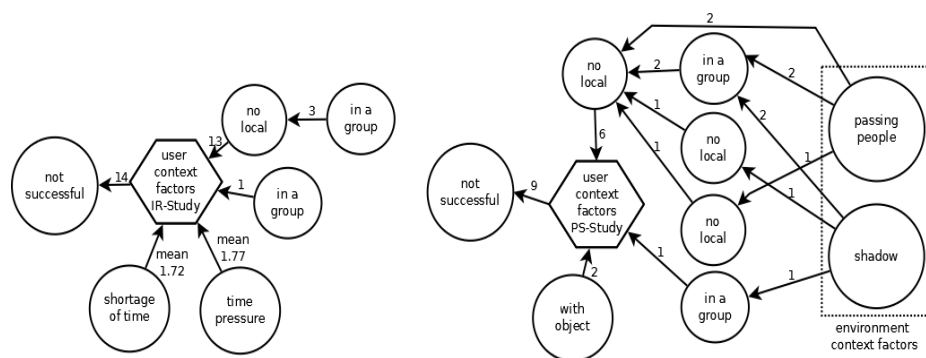 no
local
3
in a
group
13
user
context
factors
IR-Study
14
not
successful
1
in a
group
mean
1.72
mean
1.77
shortage
of time
time
pressure
2
no
local
2
in a
group
2
passing
people
1
no
local
2
6
1
1
not
successful
9
user
context
factors
PS-Study
no
local
1
shadow
1
in a
group
1
2
with
object
environment
context factors